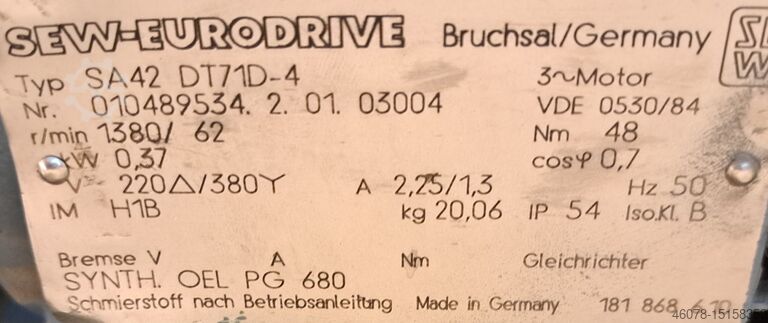 SEW-EURODRIVE Bruchsal/Germany
Typ SA42 DT71D-4 3~Motor
Nr. 010489534. 2. 01. 03004 VDE 0530/84
r/min 1380/ 62 Nm 48
kW 0,37 cosφ 0,7
V 220△/380Y A 2,25/1,3 Hz 50
IM H1B kg 20,06 IP 54 Iso.Kl. B
Bremse V A Nm Gleichrichter
SYNTH. OEL PG 680
Schmierstoff nach Betriebsanleitung Made in Germany 181 868